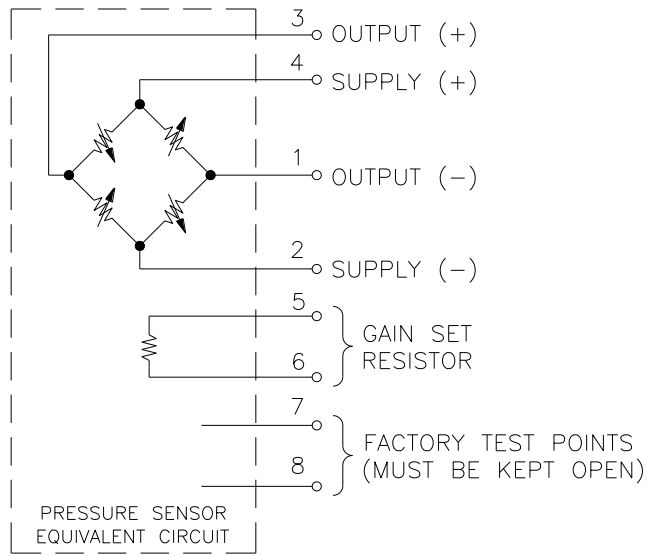 3 OUTPUT (+)
4 SUPPLY (+)
1 OUTPUT (-)
2 SUPPLY (-)
5
GAIN SET
RESISTOR
6
7
FACTORY TEST POINTS
(MUST BE KEPT OPEN)
8
PRESSURE SENSOR
EQUIVALENT CIRCUIT